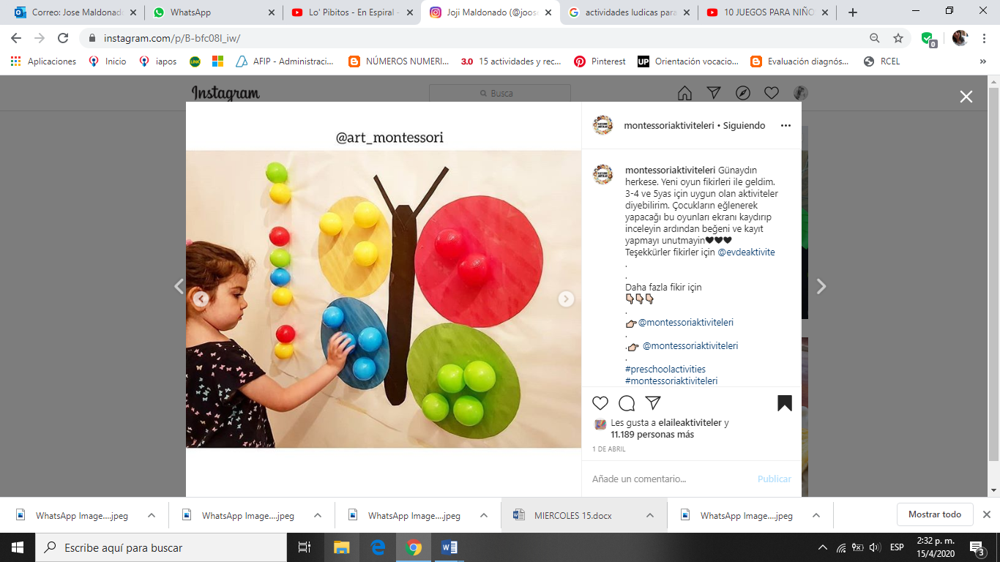 Correo: Jose Maldonado
WhatsApp
Lo' Pibitos - En Espiral -
Joji Maldonado (@joose
actividades ludicas para
10 JUEGOS PARA NIÑO
instagram.com/p/B-bfc08l_iw/
Aplicaciones
Inicio
iapos
LINK
AFIP - Administraci...
NÚMEROS NUMERI...
3.0 15 actividades y rec...
Pinterest
UP Orientación vocacio...
Evaluación diagnós...
RCEL
Instagram
Busca
@art_montessori
montessoriaktiviteleri • Siguiendo
montessoriaktiviteleri Günaydın
herkese. Yeni oyun fikirleri ile geldim.
3-4 ve 5yas için uygun olan aktiviteler
diyebilirim. Çocukların eğlenerek
yapacağı bu oyunları ekranı kaydırıp
inceleyin ardından beğeni ve kayıt
yapmayı unutmayin🖤🖤🖤
Teşekkürler fikirler için @evdeaktivite
.
.
Daha fazla fikir için
👇🏻👇🏻👇🏻
.
👉🏻@montessoriaktiviteleri
.
.👉🏻 @montessoriaktiviteleri
.
#preschoolactivities
#montessoriaktiviteleri
Les gusta a elaileaktiviteler y
11.189 personas más
1 DE ABRIL
Añade un comentario...
Publicar
WhatsApp Image....jpeg
WhatsApp Image....jpeg
WhatsApp Image....jpeg
MIERCOLES 15.docx
WhatsApp Image....jpeg
Mostrar todo
Escribe aquí para buscar
ESP
2:32 p. m.
15/4/2020
3